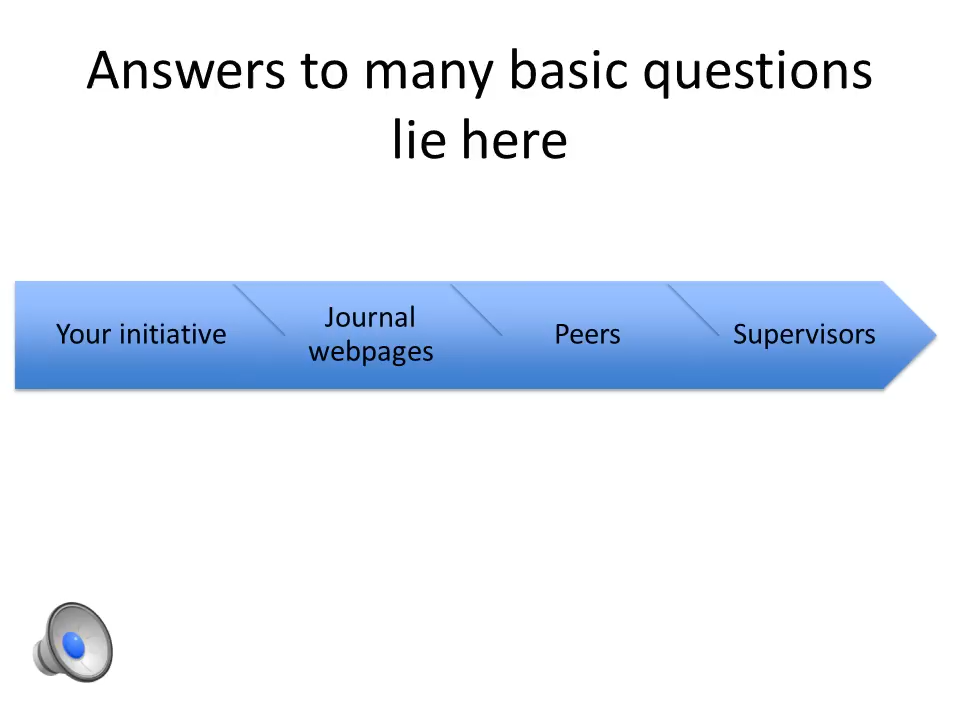 Answers to many basic questions
lie here
Your initiative
Journal
webpages
Peers
Supervisors